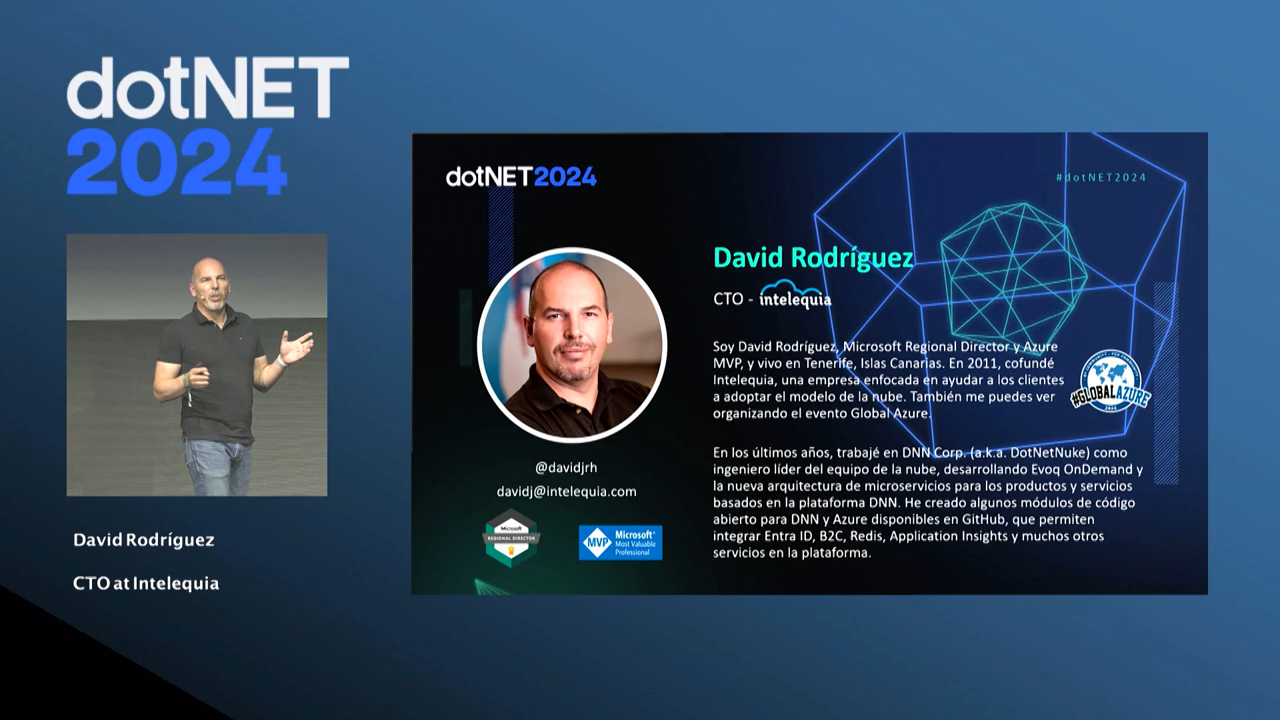 dotNET
2024
David Rodríguez
CTO at Intelequia
dotNET2024
#dotNET2024
David Rodríguez
CTO - intelequia
Soy David Rodríguez, Microsoft Regional Director y Azure
MVP, y vivo en Tenerife, Islas Canarias. En 2011, cofundé
Intelequia, una empresa enfocada en ayudar a los clientes
a adoptar el modelo de la nube. También me puedes ver
organizando el evento Global Azure.
#GLOBALAZURE
En los últimos años, trabajé en DNN Corp. (a.k.a. DotNetNuke) como
ingeniero líder del equipo de la nube, desarrollando Evoq OnDemand y
la nueva arquitectura de microservicios para los productos y servicios
basados en la plataforma DNN. He creado algunos módulos de código
abierto para DNN y Azure disponibles en GitHub, que permiten
integrar Entra ID, B2C, Redis, Application Insights y muchos otros
servicios en la plataforma.
@davidjrh
davidj@intelequia.com
Microsoft
REGIONAL DIRECTOR
MVP
Microsoft®
Most Valuable
Professional